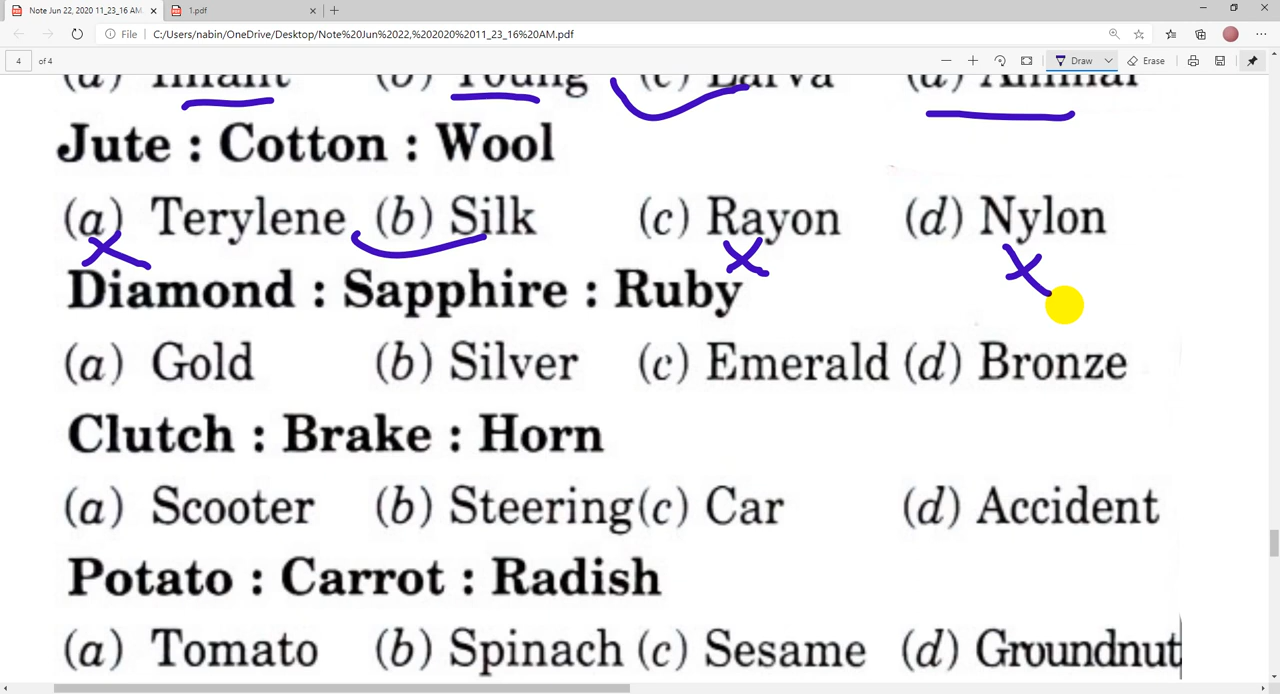 Note Jun 22, 2020 11_23_16 AM.
1.pdf
File
C:/Users/nabin/OneDrive/Desktop/Note%20Jun%2022,%202020%2011_23_16%20AM.pdf
4 of 4
Draw
Erase
(a) Infant (b) Young (c) Larva (d) Animal
Jute : Cotton : Wool
(a) Terylene (b) Silk (c) Rayon (d) Nylon
Diamond : Sapphire : Ruby
(a) Gold (b) Silver (c) Emerald (d) Bronze
Clutch : Brake : Horn
(a) Scooter (b) Steering (c) Car (d) Accident
Potato : Carrot : Radish
(a) Tomato (b) Spinach (c) Sesame (d) Groundnut